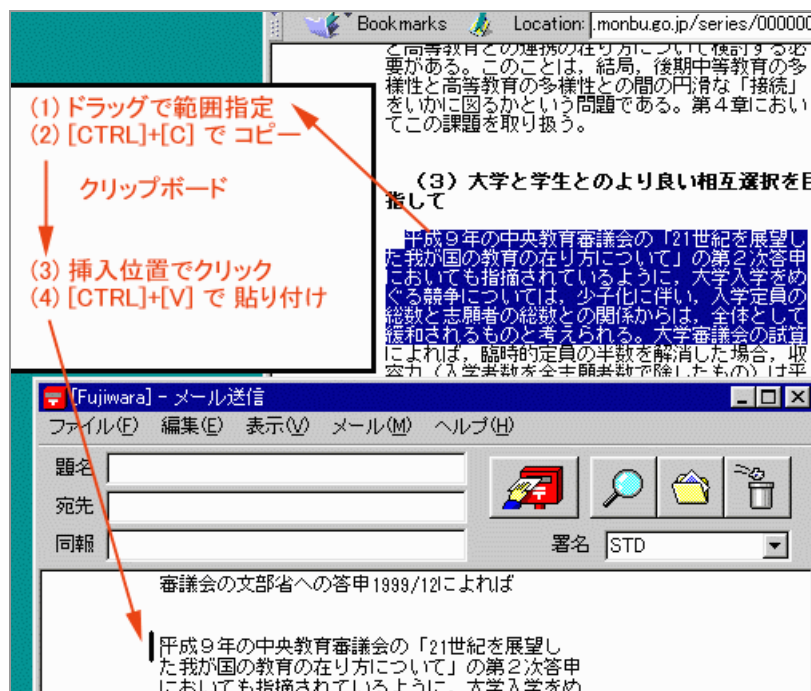 Bookmarks Location: .monbu.go.jp/series/000000
と高等教育との連携の在り方について検討する必
要がある。このことは，結局，後期中等教育の多
様性と高等教育の多様性との間の円滑な「接続」
をいかに図るかという問題である。第４章におい
てこの課題を取り扱う。
（３）大学と学生とのより良い相互選択を目
指して
平成９年の中央教育審議会の「21世紀を展望し
た我が国の教育の在り方について」の第２次答申
においても指摘されているように，大学入学をめ
ぐる競争については，少子化に伴い，入学定員の
総数と志願者の総数との関係からは，全体として
緩和されるものと考えられる。大学審議会の試算
によれば，臨時的定員の半数を解消した場合，収
容力（入学者数を全志願者数で除したもの）は平
(1) ドラッグで範囲指定
(2) [CTRL]+[C] で コピー
クリップボード
(3) 挿入位置でクリック
(4) [CTRL]+[V] で 貼り付け
[Fujiwara] - メール送信
ファイル(F) 編集(E) 表示(V) メール(M) ヘルプ(H)
題名
宛先
同報
署名 STD
審議会の文部省への答申1999/12によれば
平成９年の中央教育審議会の「21世紀を展望し
た我が国の教育の在り方について」の第２次答申
においても指摘されているように，大学入学をめ